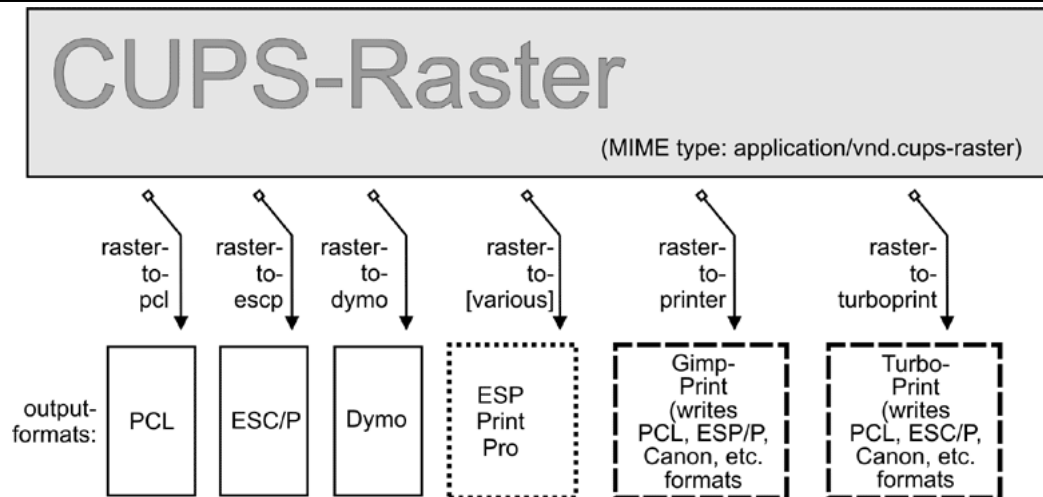 CUPS-Raster
(MIME type: application/vnd.cups-raster)
raster-
to-
pcl
raster-
to-
escp
raster-
to-
dymo
raster-
to-
[various]
raster-
to-
printer
raster-
to-
turboprint
output-
formats:
PCL
ESC/P
Dymo
ESP
Print
Pro
Gimp-
Print
(writes
PCL, ESP/P,
Canon, etc.
formats
Turbo-
Print
(writes
PCL, ESC/P,
Canon, etc.
formats